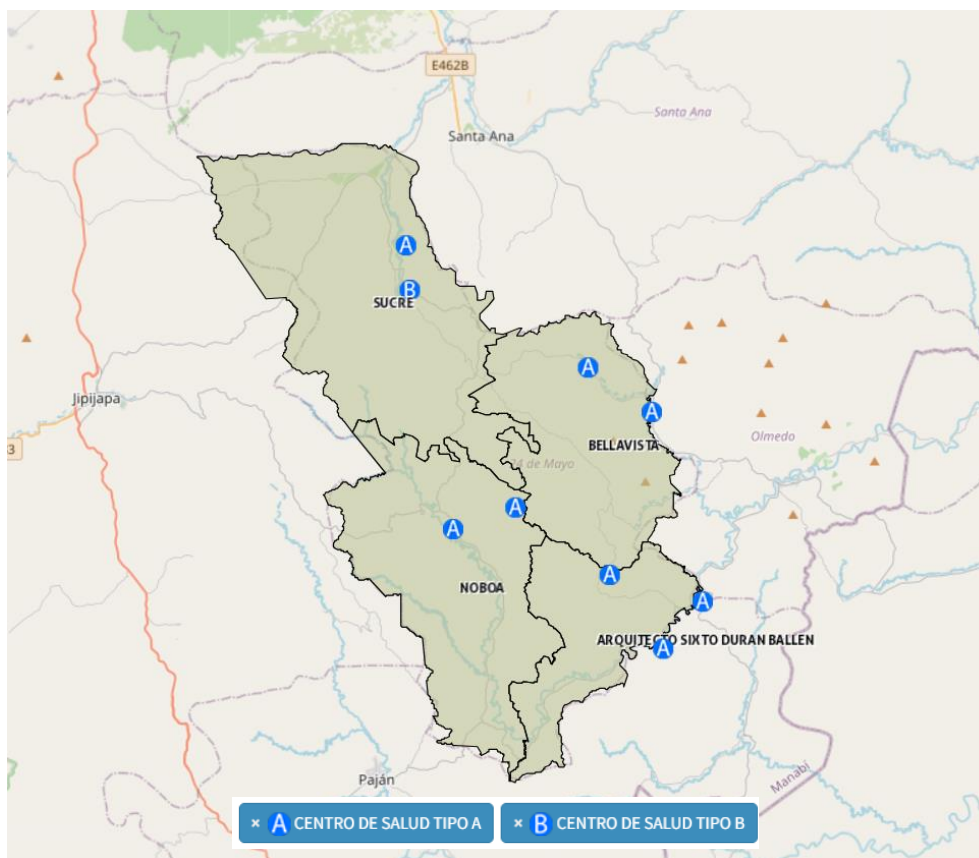 E462B
Santa Ana
Santa Ana
A
B
SUCRE
A
Jipijapa
A
3
BELLAVISTA
Olmedo
24 de Mayo
A
A
A
NOBOA
A
ARQUITECTO SIXTO DURAN BALLEN
A
Paján
Manabí
× A CENTRO DE SALUD TIPO A
× B CENTRO DE SALUD TIPO B